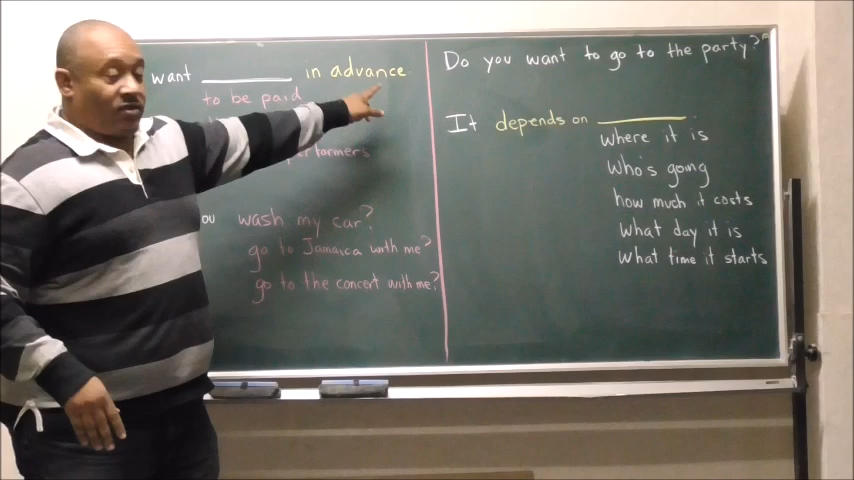 want ______ in advance
to be paid
performers
ou wash my car?
go to Jamaica with me?
go to the concert with me?
Do you want to go to the party?
It depends on ______
where it is
who's going
how much it costs
what day it is
what time it starts